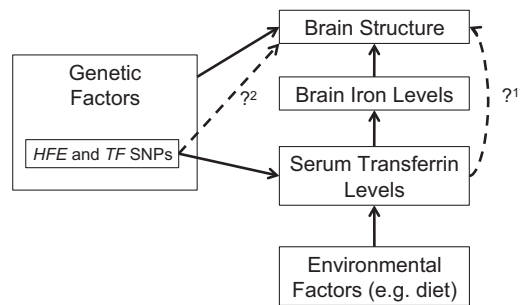 Brain Structure
Genetic
Factors
?²
Brain Iron Levels
?¹
HFE and TF SNPs
Serum Transferrin
Levels
Environmental
Factors (e.g. diet)